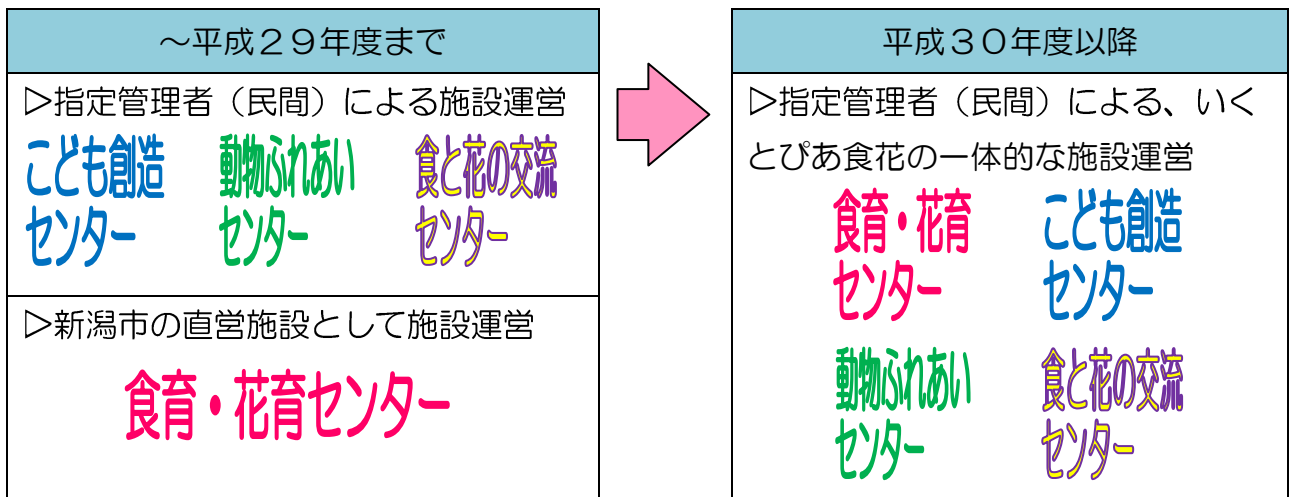 ～平成２９年度まで
▷指定管理者（民間）による施設運営
こども創造
センター
動物ふれあい
センター
食と花の交流
センター
▷新潟市の直営施設として施設運営
食育・花育センター
平成３０年度以降
▷指定管理者（民間）による、いく
とぴあ食花の一体的な施設運営
食育・花育
センター
こども創造
センター
動物ふれあい
センター
食と花の交流
センター